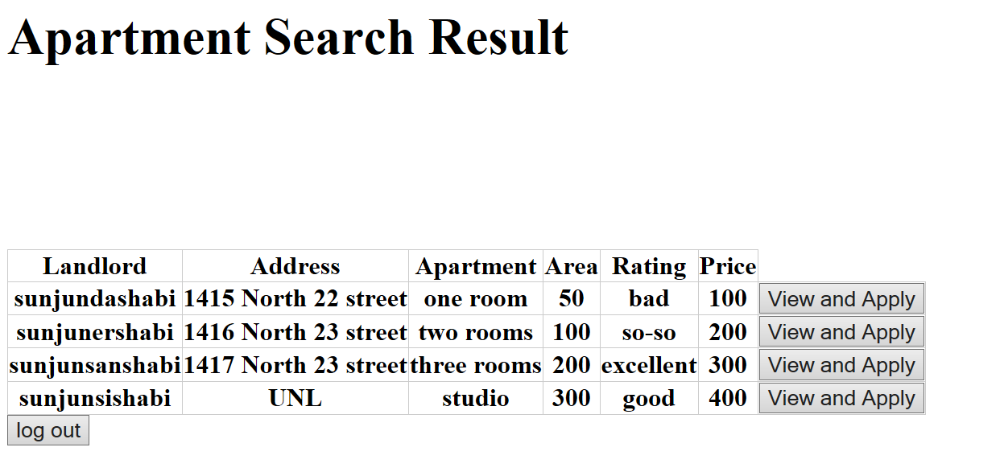 Apartment Search Result
Landlord Address Apartment Area Rating Price
sunjundashabi 1415 North 22 street one room 50 bad 100 View and Apply
sunjunershabi 1416 North 23 street two rooms 100 so-so 200 View and Apply
sunjunsanshabi 1417 North 23 street three rooms 200 excellent 300 View and Apply
sunjunsishabi UNL studio 300 good 400 View and Apply
log out